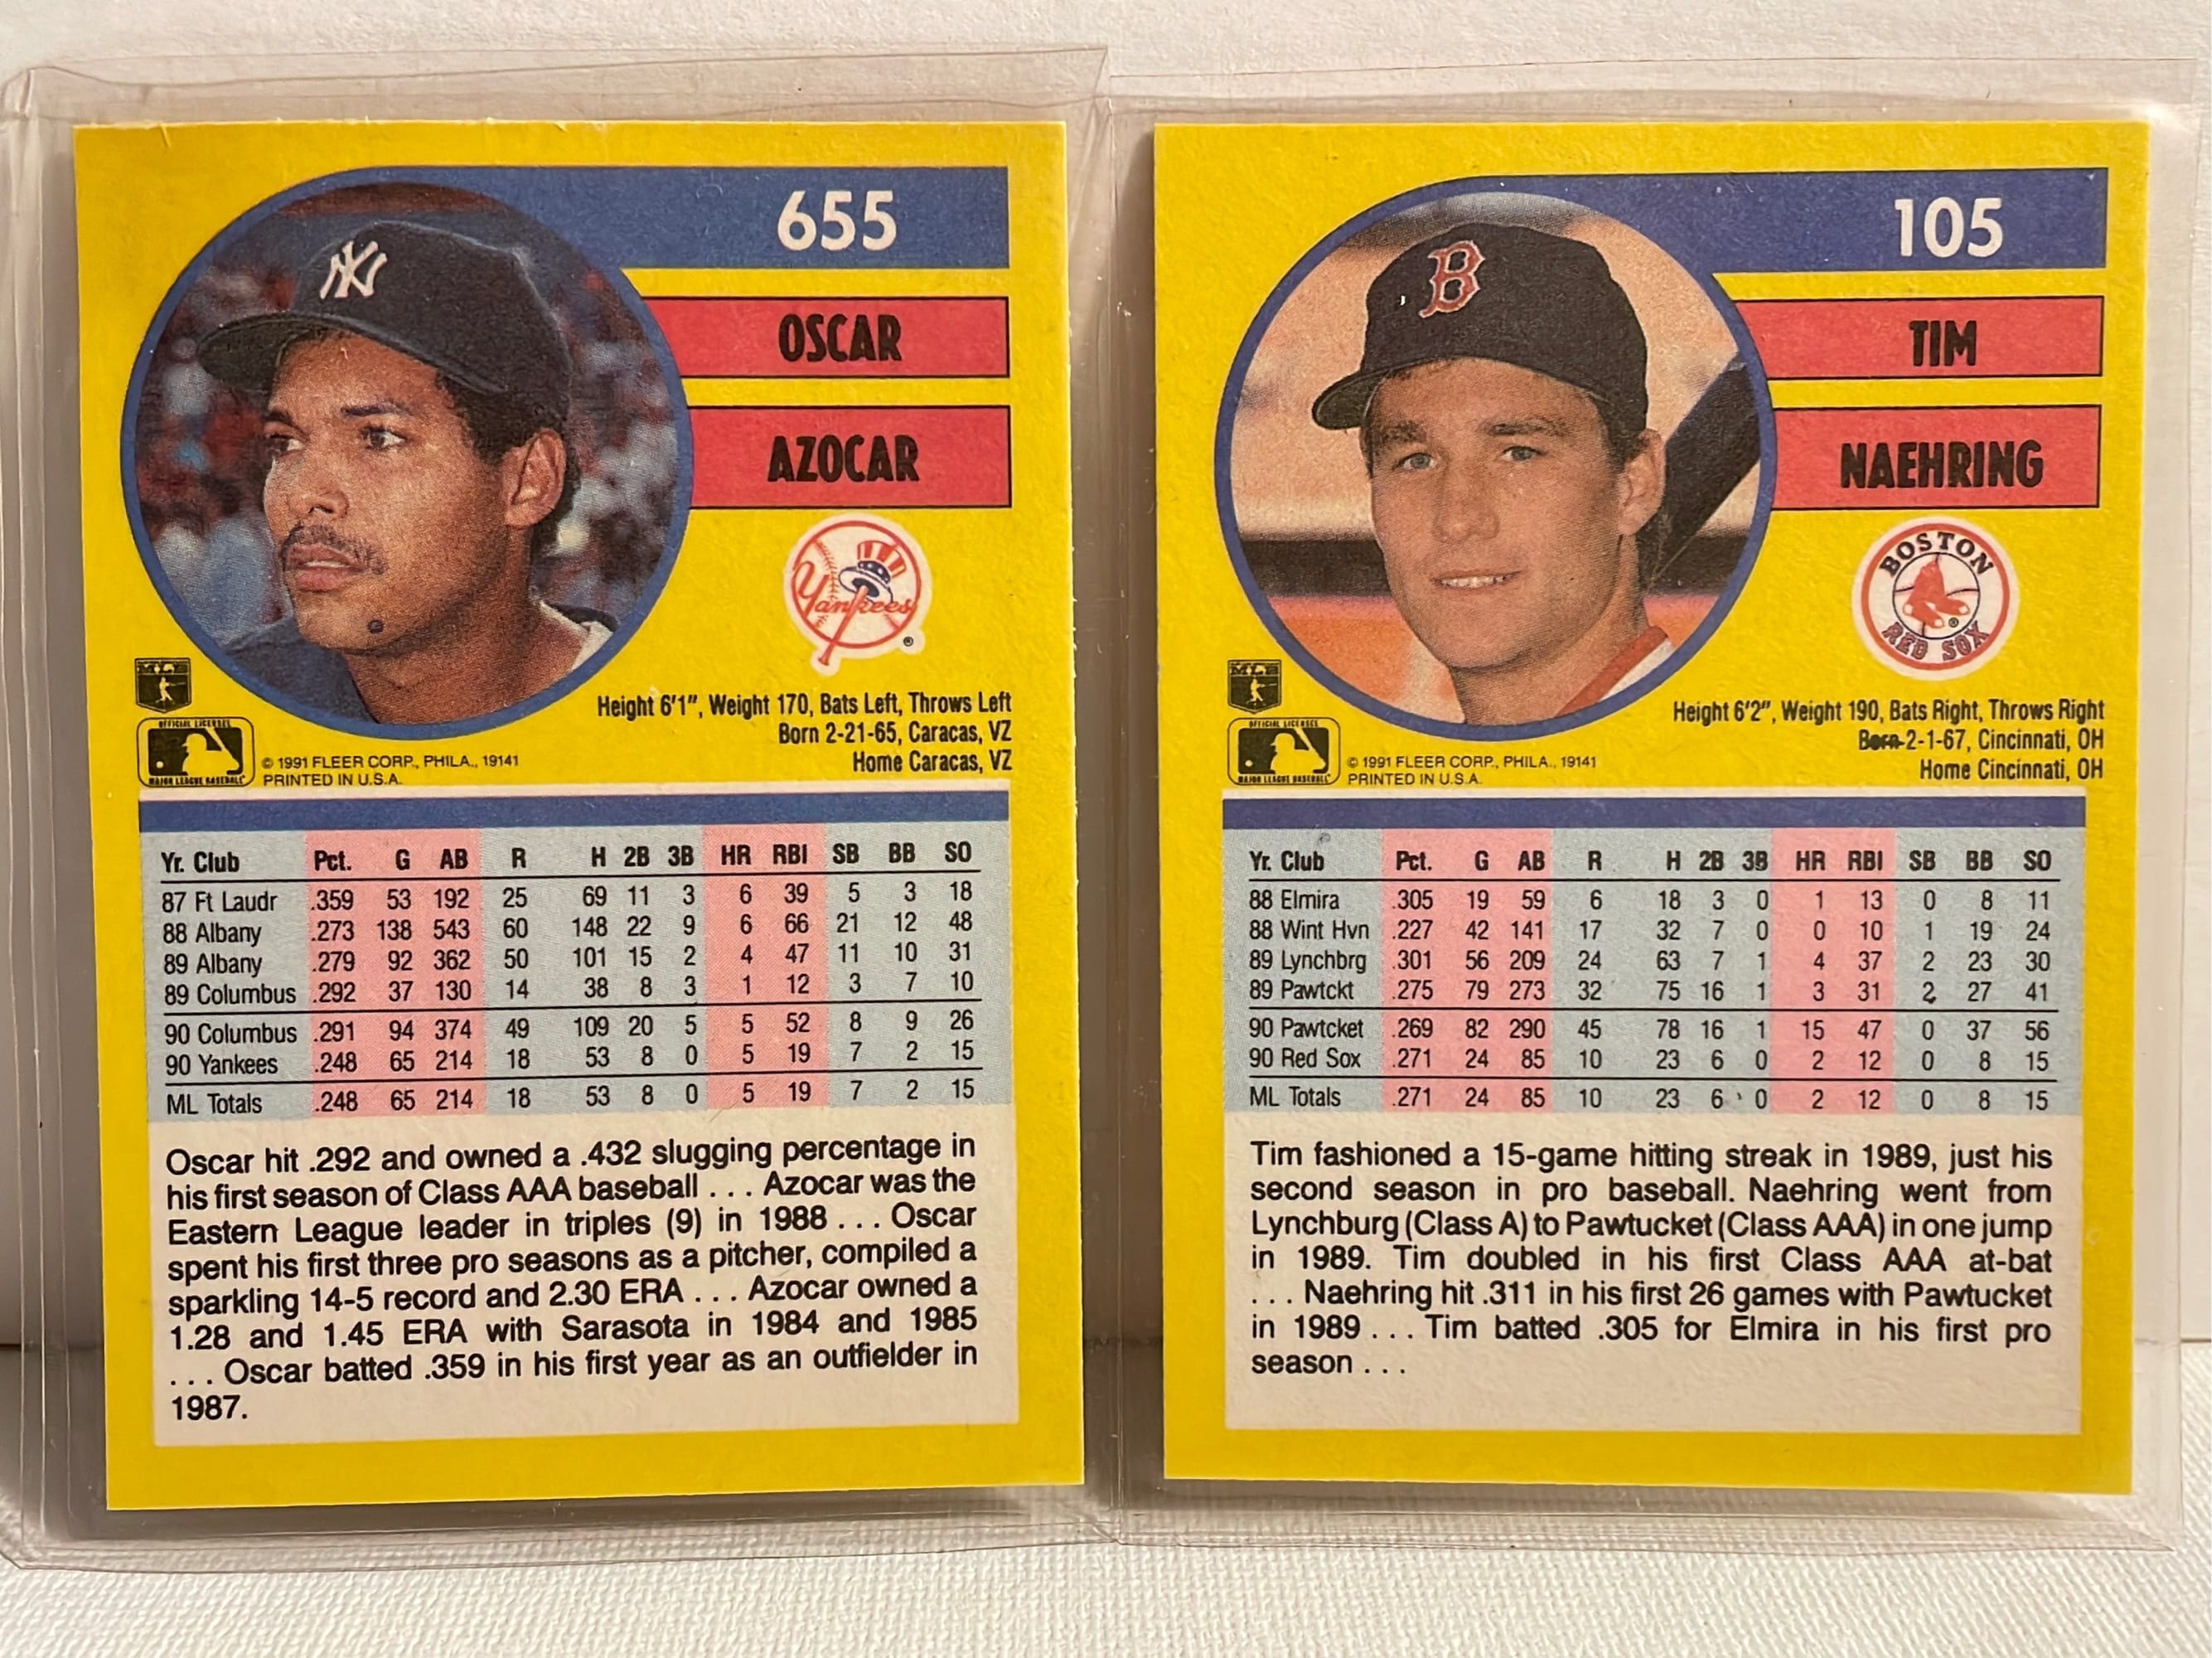 655
OSCAR
AZOCAR
NY
Yankees
®
MLB
Height 6'1", Weight 170, Bats Left, Throws Left
Born 2-21-65, Caracas, VZ
Home Caracas, VZ
OFFICIAL LICENSEE
MAJOR LEAGUE BASEBALL
© 1991 FLEER CORP., PHILA., 19141
PRINTED IN U.S.A.
Yr. Club Pct. G AB R H 2B 3B HR RBI SB BB SO
87 Ft Laudr .359 53 192 25 69 11 3 6 39 5 3 18
88 Albany .273 138 543 60 148 22 9 6 66 21 12 48
89 Albany .279 92 362 50 101 15 2 4 47 11 10 31
89 Columbus .292 37 130 14 38 8 3 1 12 3 7 10
90 Columbus .291 94 374 49 109 20 5 5 52 8 9 26
90 Yankees .248 65 214 18 53 8 0 5 19 7 2 15
ML Totals .248 65 214 18 53 8 0 5 19 7 2 15
Oscar hit .292 and owned a .432 slugging percentage in
his first season of Class AAA baseball . . . Azocar was the
Eastern League leader in triples (9) in 1988 . . . Oscar
spent his first three pro seasons as a pitcher, compiled a
sparkling 14-5 record and 2.30 ERA . . . Azocar owned a
1.28 and 1.45 ERA with Sarasota in 1984 and 1985
. . . Oscar batted .359 in his first year as an outfielder in
1987.
105
TIM
NAEHRING
B
BOSTON
RED SOX
®
MLB
Height 6'2", Weight 190, Bats Right, Throws Right
Born 2-1-67, Cincinnati, OH
Home Cincinnati, OH
OFFICIAL LICENSEE
MAJOR LEAGUE BASEBALL
© 1991 FLEER CORP., PHILA., 19141
PRINTED IN U.S.A.
Yr. Club Pct. G AB R H 2B 3B HR RBI SB BB SO
88 Elmira .305 19 59 6 18 3 0 1 13 0 8 11
88 Wint Hvn .227 42 141 17 32 7 0 0 10 1 19 24
89 Lynchbrg .301 56 209 24 63 7 1 4 37 2 23 30
89 Pawtckt .275 79 273 32 75 16 1 3 31 2 27 41
90 Pawtcket .269 82 290 45 78 16 1 15 47 0 37 56
90 Red Sox .271 24 85 10 23 6 0 2 12 0 8 15
ML Totals .271 24 85 10 23 6 0 2 12 0 8 15
Tim fashioned a 15-game hitting streak in 1989, just his
second season in pro baseball. Naehring went from
Lynchburg (Class A) to Pawtucket (Class AAA) in one jump
in 1989. Tim doubled in his first Class AAA at-bat
. . . Naehring hit .311 in his first 26 games with Pawtucket
in 1989 . . . Tim batted .305 for Elmira in his first pro
season . . .